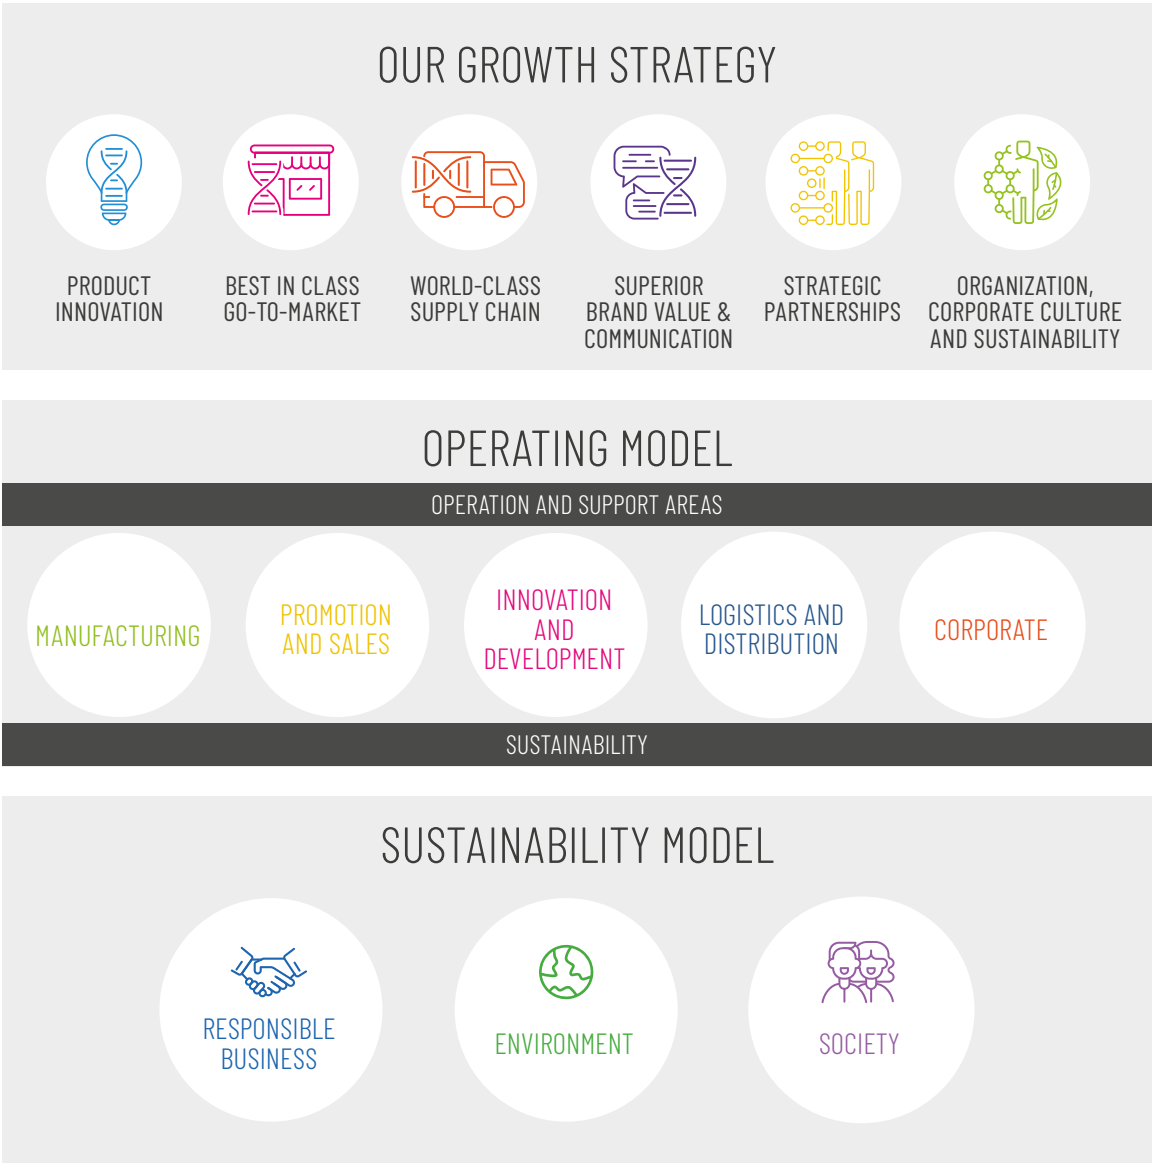 OUR GROWTH STRATEGY
PRODUCT
INNOVATION
BEST IN CLASS
GO-TO-MARKET
WORLD-CLASS
SUPPLY CHAIN
SUPERIOR
BRAND VALUE &
COMMUNICATION
STRATEGIC
PARTNERSHIPS
ORGANIZATION,
CORPORATE CULTURE
AND SUSTAINABILITY
OPERATING MODEL
OPERATION AND SUPPORT AREAS
MANUFACTURING
PROMOTION
AND SALES
INNOVATION
AND
DEVELOPMENT
LOGISTICS AND
DISTRIBUTION
CORPORATE
SUSTAINABILITY
SUSTAINABILITY MODEL
RESPONSIBLE
BUSINESS
ENVIRONMENT
SOCIETY